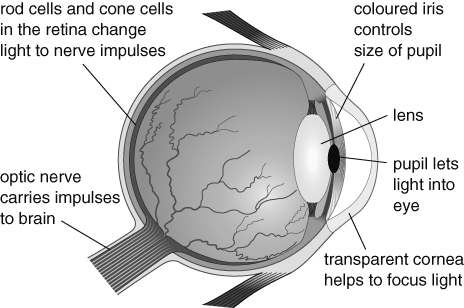 rod cells and cone cells
in the retina change
light to nerve impulses
coloured iris
controls
size of pupil
lens
pupil lets
light into
eye
optic nerve
carries impulses
to brain
transparent cornea
helps to focus light